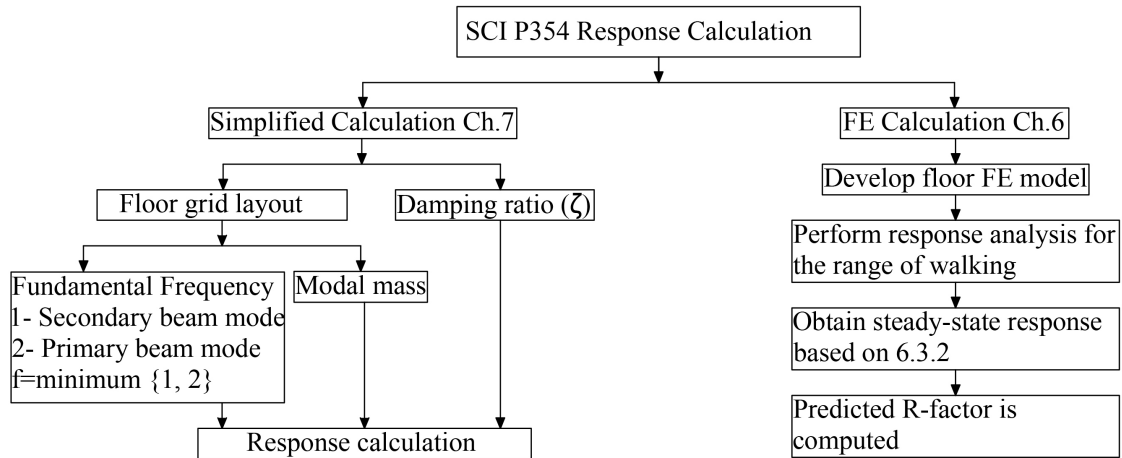 SCI P354 Response Calculation
Simplified Calculation Ch.7
FE Calculation Ch.6
Floor grid layout
Damping ratio (ζ)
Develop floor FE model
Fundamental Frequency
1- Secondary beam mode
2- Primary beam mode
f=minimum {1, 2}
Modal mass
Perform response analysis for
the range of walking
Obtain steady-state response
based on 6.3.2
Response calculation
Predicted R-factor is
computed